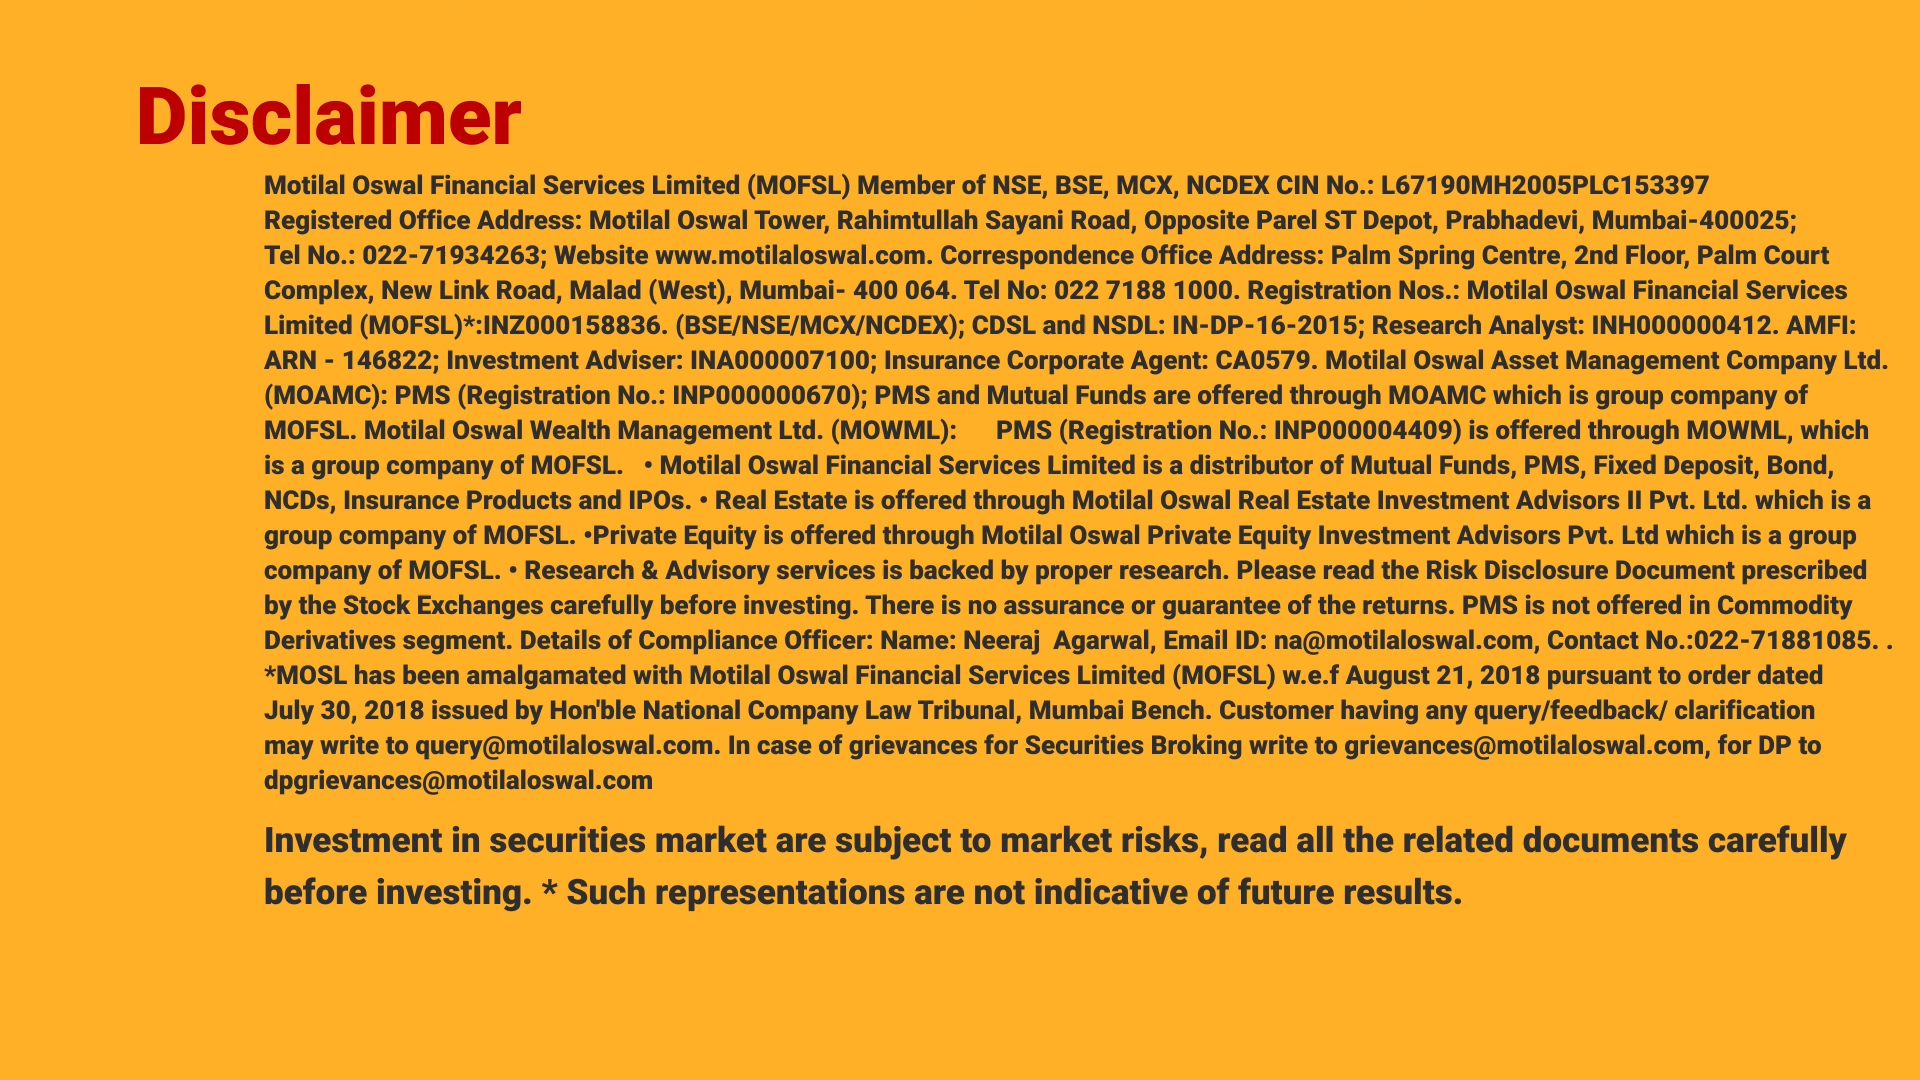 Disclaimer
Motilal Oswal Financial Services Limited (MOFSL) Member of NSE, BSE, MCX, NCDEX CIN No.: L67190MH2005PLC153397
Registered Office Address: Motilal Oswal Tower, Rahimtullah Sayani Road, Opposite Parel ST Depot, Prabhadevi, Mumbai-400025;
Tel No.: 022-71934263; Website www.motilaloswal.com. Correspondence Office Address: Palm Spring Centre, 2nd Floor, Palm Court
Complex, New Link Road, Malad (West), Mumbai- 400 064. Tel No: 022 7188 1000. Registration Nos.: Motilal Oswal Financial Services
Limited (MOFSL)*:INZ000158836. (BSE/NSE/MCX/NCDEX); CDSL and NSDL: IN-DP-16-2015; Research Analyst: INH000000412. AMFI:
ARN - 146822; Investment Adviser: INA000007100; Insurance Corporate Agent: CA0579. Motilal Oswal Asset Management Company Ltd.
(MOAMC): PMS (Registration No.: INP000000670); PMS and Mutual Funds are offered through MOAMC which is group company of
MOFSL. Motilal Oswal Wealth Management Ltd. (MOWML): PMS (Registration No.: INP000004409) is offered through MOWML, which
is a group company of MOFSL. • Motilal Oswal Financial Services Limited is a distributor of Mutual Funds, PMS, Fixed Deposit, Bond,
NCDs, Insurance Products and IPOs. • Real Estate is offered through Motilal Oswal Real Estate Investment Advisors II Pvt. Ltd. which is a
group company of MOFSL. •Private Equity is offered through Motilal Oswal Private Equity Investment Advisors Pvt. Ltd which is a group
company of MOFSL. • Research & Advisory services is backed by proper research. Please read the Risk Disclosure Document prescribed
by the Stock Exchanges carefully before investing. There is no assurance or guarantee of the returns. PMS is not offered in Commodity
Derivatives segment. Details of Compliance Officer: Name: Neeraj Agarwal, Email ID: na@motilaloswal.com, Contact No.:022-71881085. .
*MOSL has been amalgamated with Motilal Oswal Financial Services Limited (MOFSL) w.e.f August 21, 2018 pursuant to order dated
July 30, 2018 issued by Hon'ble National Company Law Tribunal, Mumbai Bench. Customer having any query/feedback/ clarification
may write to query@motilaloswal.com. In case of grievances for Securities Broking write to grievances@motilaloswal.com, for DP to
dpgrievances@motilaloswal.com
Investment in securities market are subject to market risks, read all the related documents carefully
before investing. * Such representations are not indicative of future results.